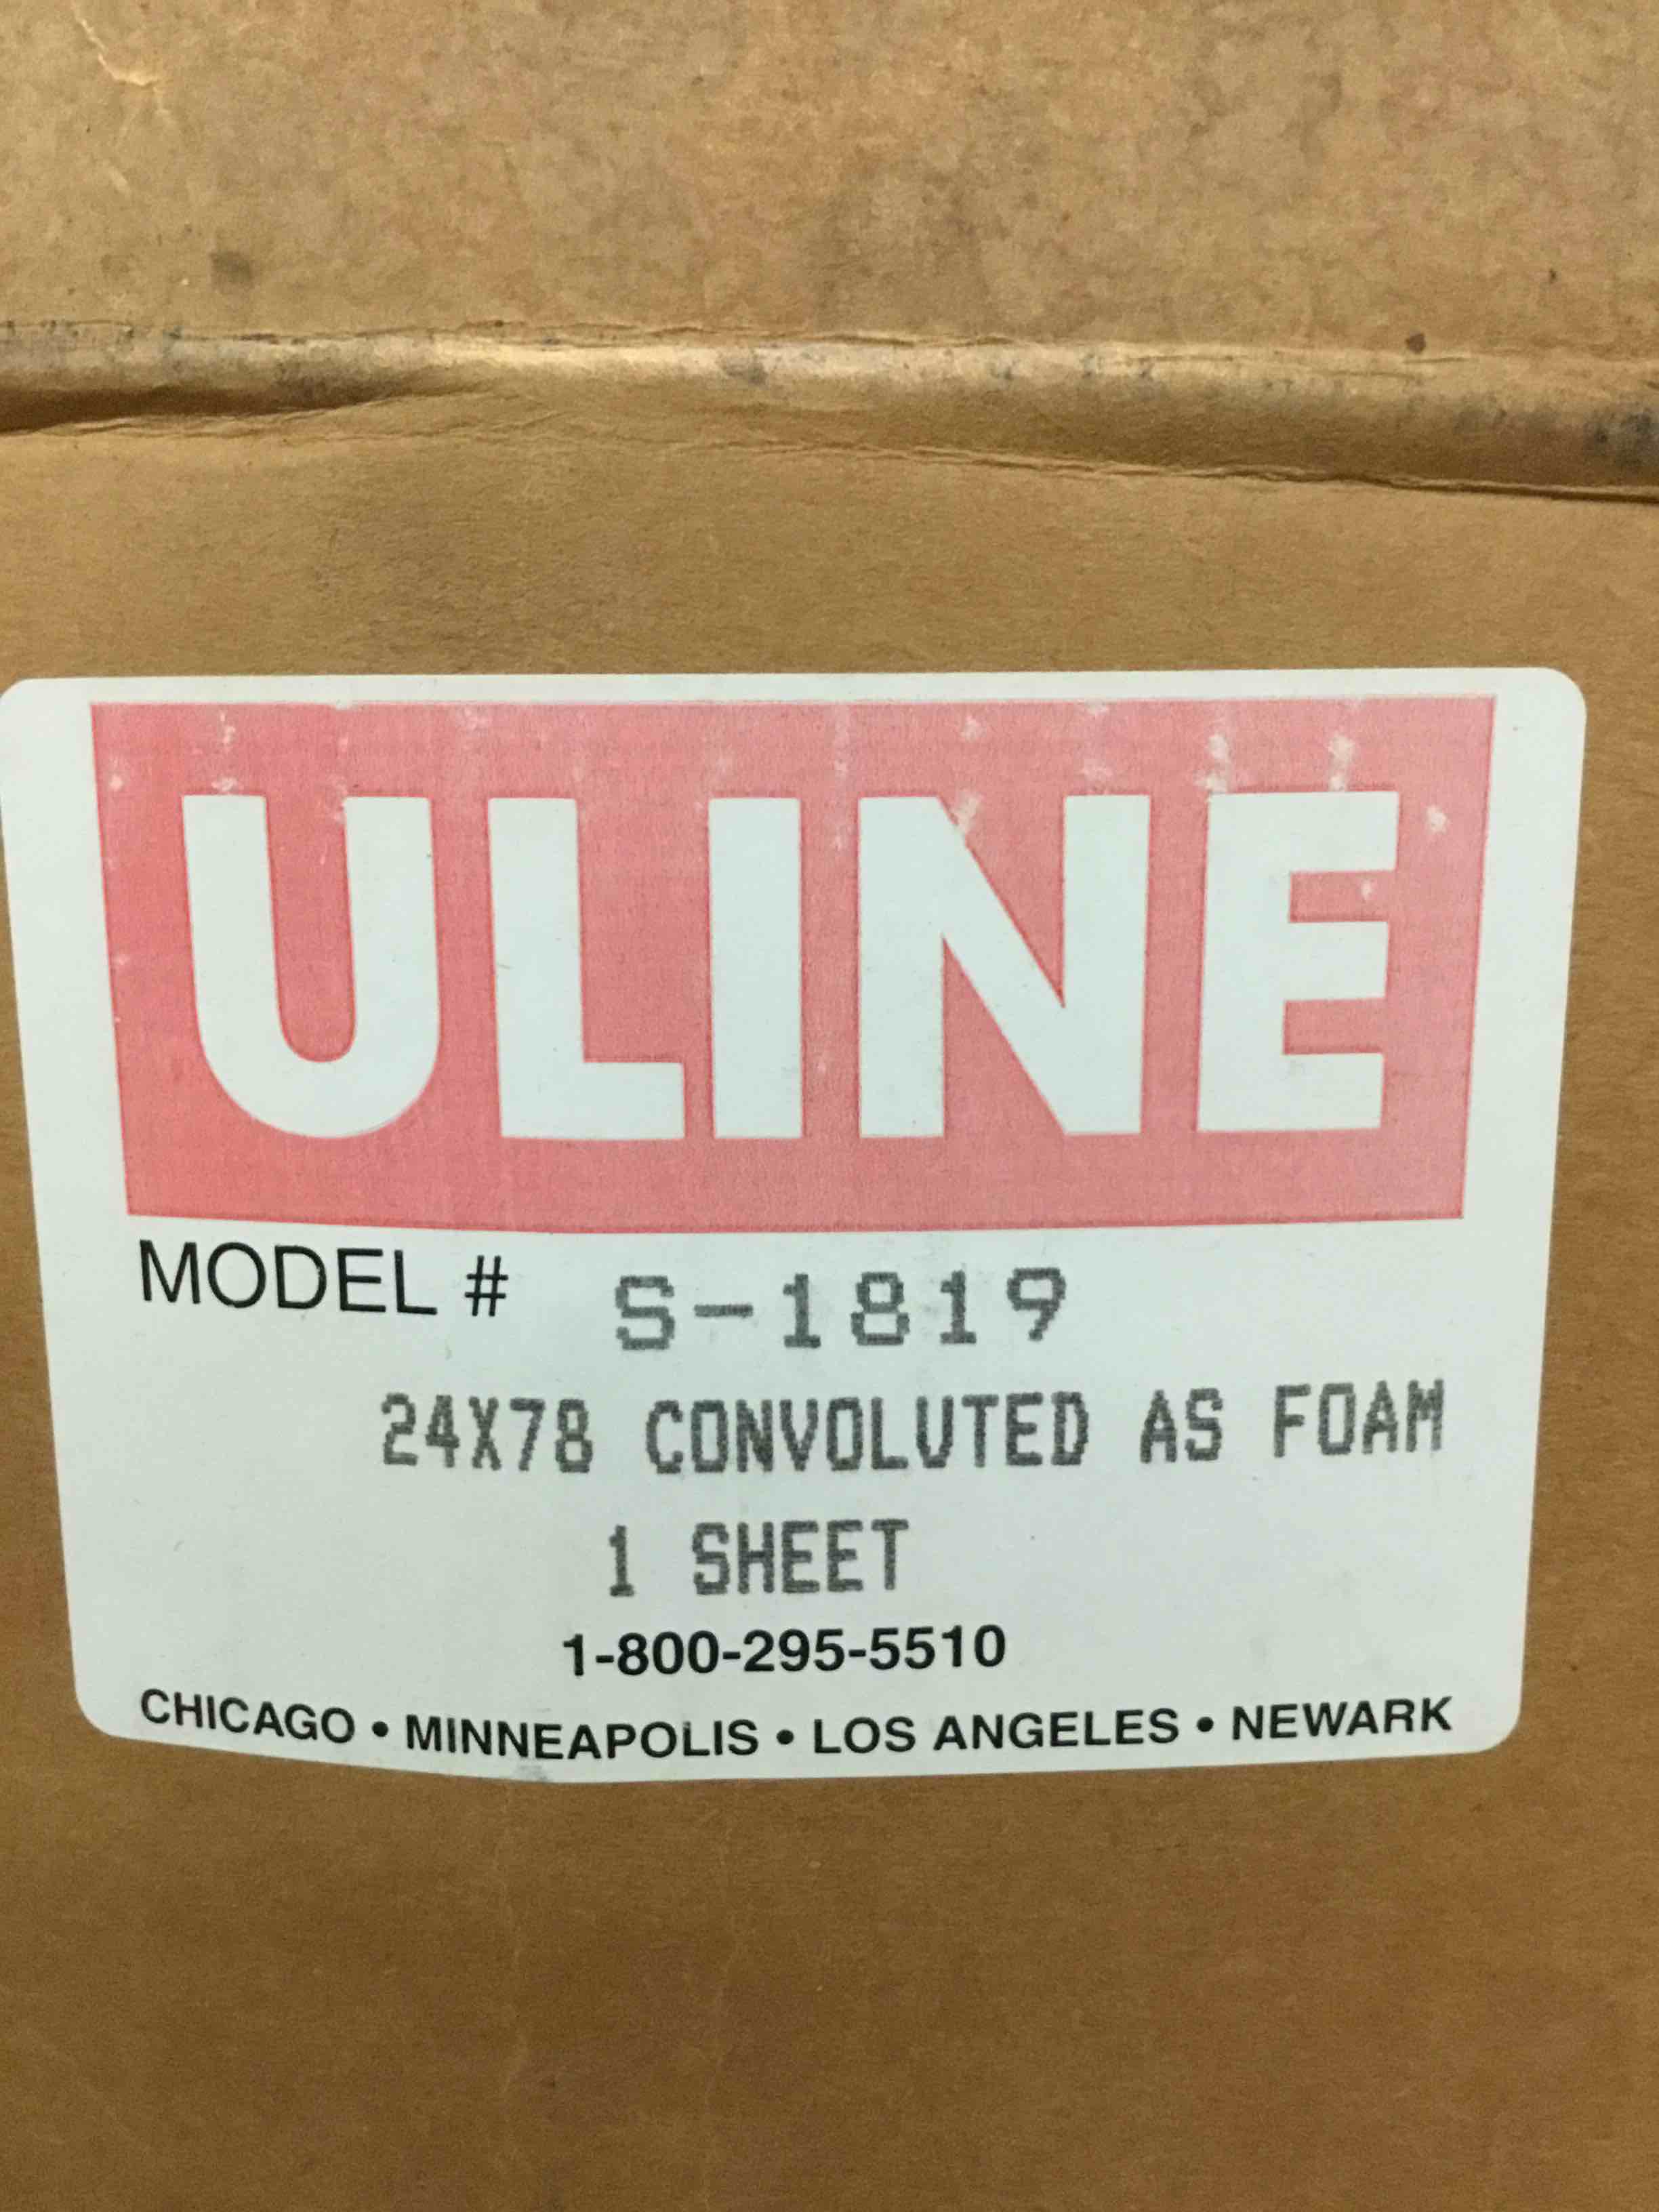 ULINE
MODEL # S-1819
24X78 CONVOLUTED AS FOAM
1 SHEET
1-800-295-5510
CHICAGO • MINNEAPOLIS • LOS ANGELES • NEWARK